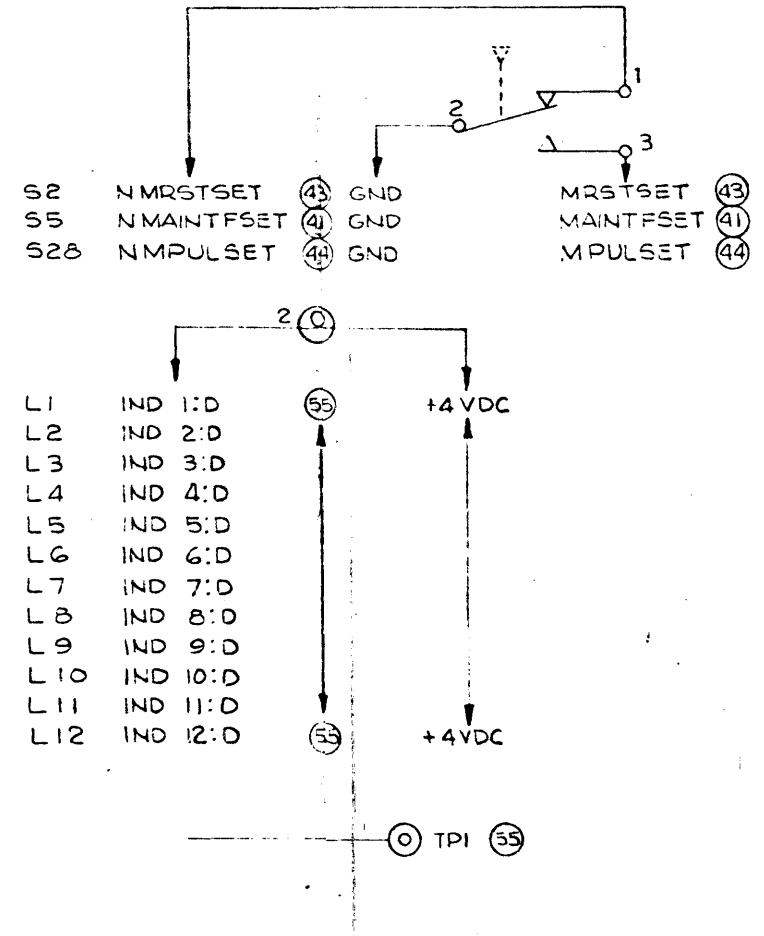 1
2
3
S2 NMRSTSET 43 GND MRSTSET 43
S5 NMAINTFSET 41 GND MAINTFSET 41
S28 NMPULSET 44 GND MPULSET 44
2
L1 IND 1:D 55 +4VDC
L2 IND 2:D
L3 IND 3:D
L4 IND 4:D
L5 IND 5:D
L6 IND 6:D
L7 IND 7:D
L8 IND 8:D
L9 IND 9:D
L10 IND 10:D
L11 IND 11:D
L12 IND 12:D 55 +4VDC
TP1 55